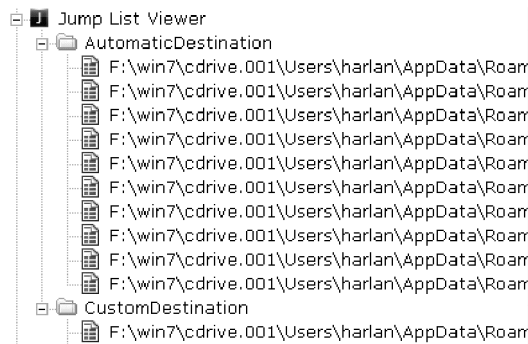 Jump List Viewer
AutomaticDestination
F:\win7\cdrive.001\Users\harlan\AppData\Roam
F:\win7\cdrive.001\Users\harlan\AppData\Roam
F:\win7\cdrive.001\Users\harlan\AppData\Roam
F:\win7\cdrive.001\Users\harlan\AppData\Roam
F:\win7\cdrive.001\Users\harlan\AppData\Roam
F:\win7\cdrive.001\Users\harlan\AppData\Roam
F:\win7\cdrive.001\Users\harlan\AppData\Roam
F:\win7\cdrive.001\Users\harlan\AppData\Roam
F:\win7\cdrive.001\Users\harlan\AppData\Roam
F:\win7\cdrive.001\Users\harlan\AppData\Roam
CustomDestination
F:\win7\cdrive.001\Users\harlan\AppData\Roam